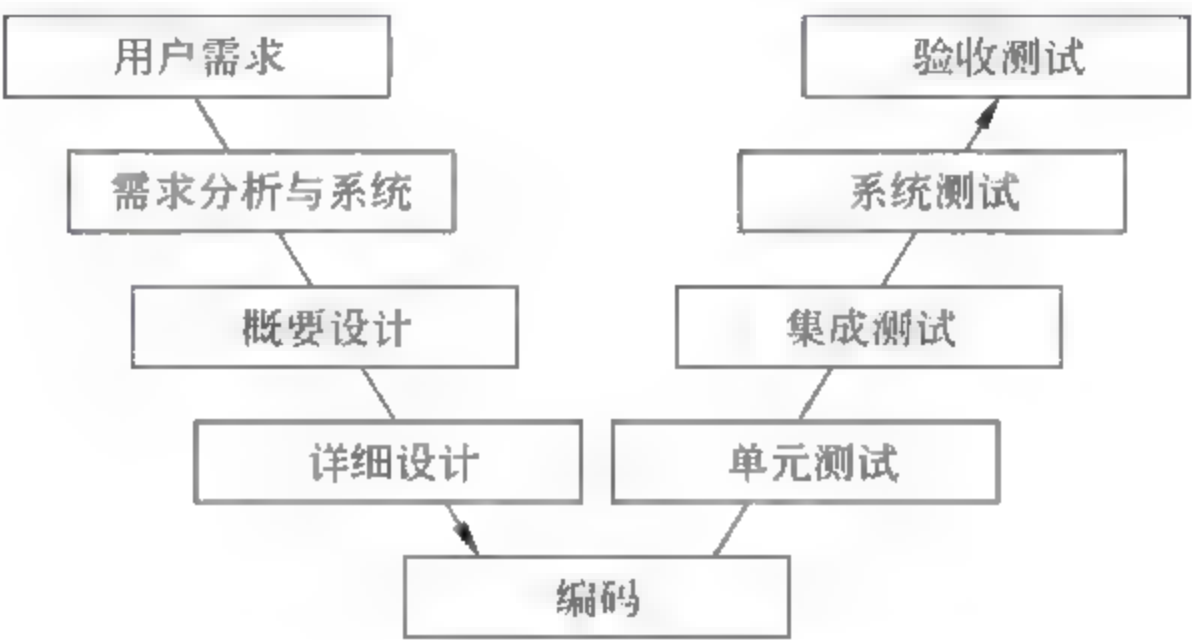 用户需求
验收测试
需求分析与系统
系统测试
概要设计
集成测试
详细设计
单元测试
编码